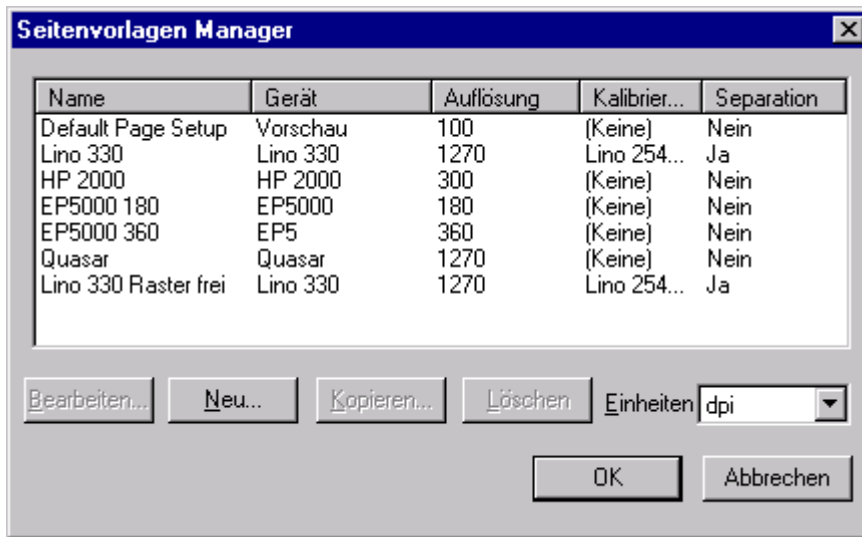 Seitenvorlagen Manager
Name Gerät Auflösung Kalibrier... Separation
Default Page Setup Vorschau 100 (Keine) Nein
Lino 330 Lino 330 1270 Lino 254... Ja
HP 2000 HP 2000 300 (Keine) Nein
EP5000 180 EP5000 180 (Keine) Nein
EP5000 360 EP5 360 (Keine) Nein
Quasar Quasar 1270 (Keine) Nein
Lino 330 Raster frei Lino 330 1270 Lino 254... Ja
Bearbeiten... Neu... Kopieren... Löschen Einheiten dpi
OK Abbrechen